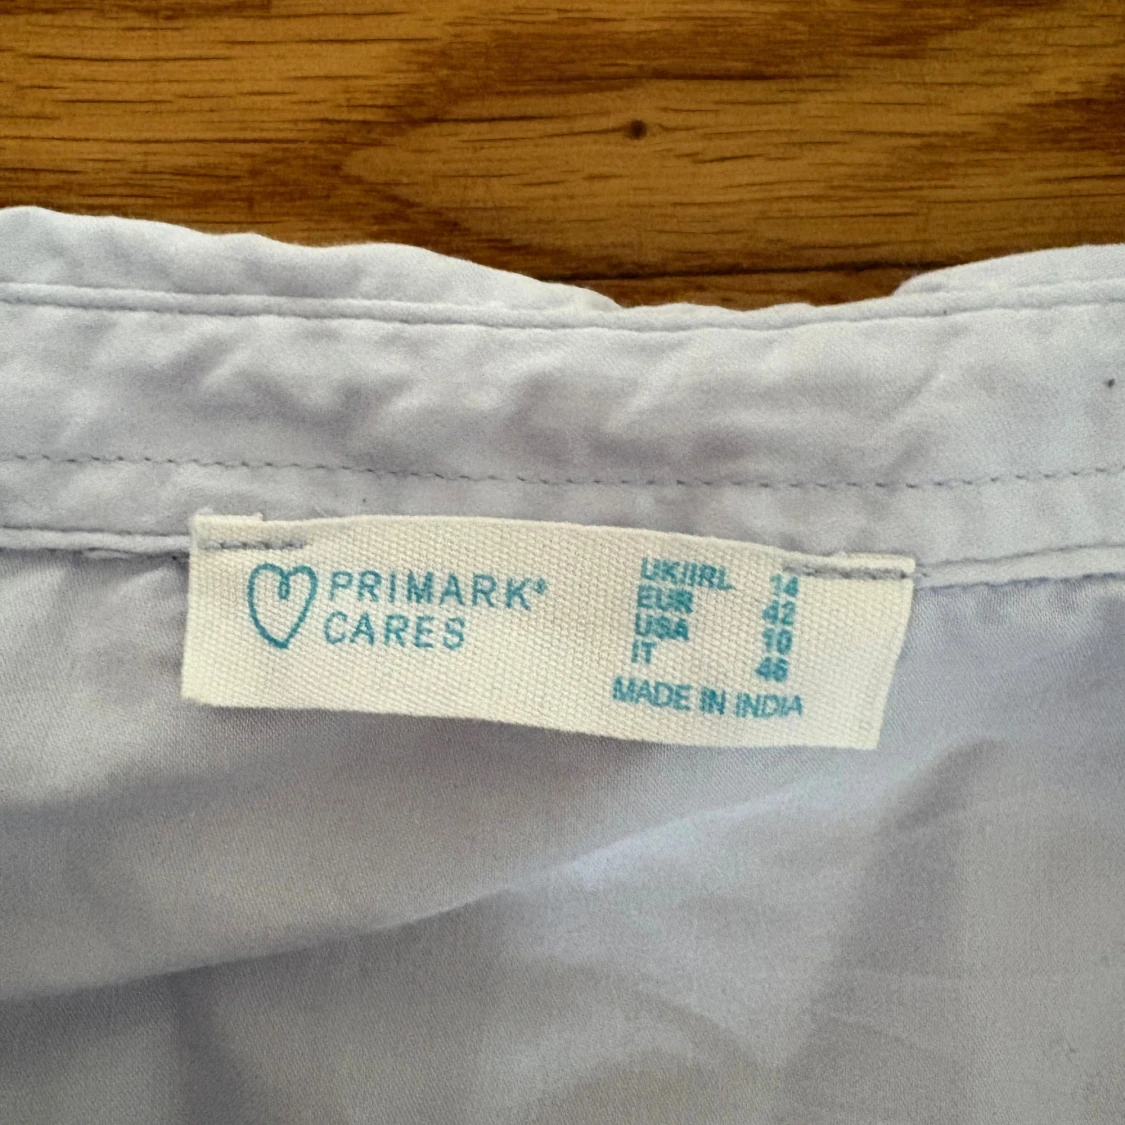 PRIMARK®
CARES
UK/IRL 14
EUR 42
USA 10
IT 46
MADE IN INDIA